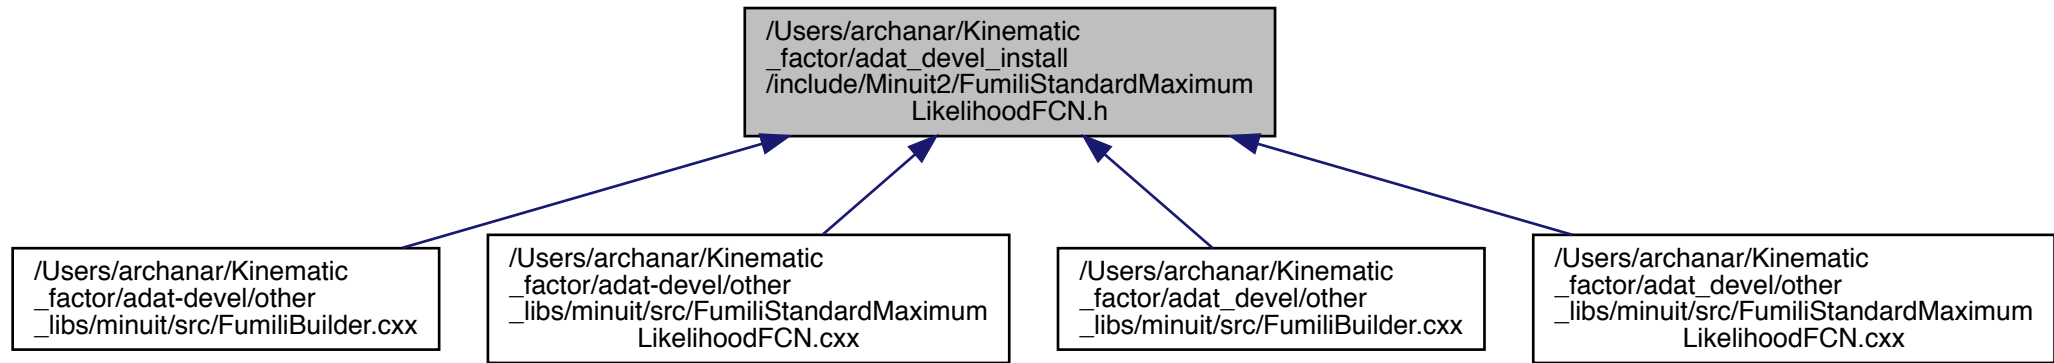 /Users/archanar/Kinematic
_factor/adat_devel_install
/include/Minuit2/FumiliStandardMaximum
LikelihoodFCN.h
/Users/archanar/Kinematic
_factor/adat-devel/other
_libs/minuit/src/FumiliBuilder.cxx
/Users/archanar/Kinematic
_factor/adat-devel/other
_libs/minuit/src/FumiliStandardMaximum
LikelihoodFCN.cxx
/Users/archanar/Kinematic
_factor/adat_devel/other
_libs/minuit/src/FumiliBuilder.cxx
/Users/archanar/Kinematic
_factor/adat_devel/other
_libs/minuit/src/FumiliStandardMaximum
LikelihoodFCN.cxx